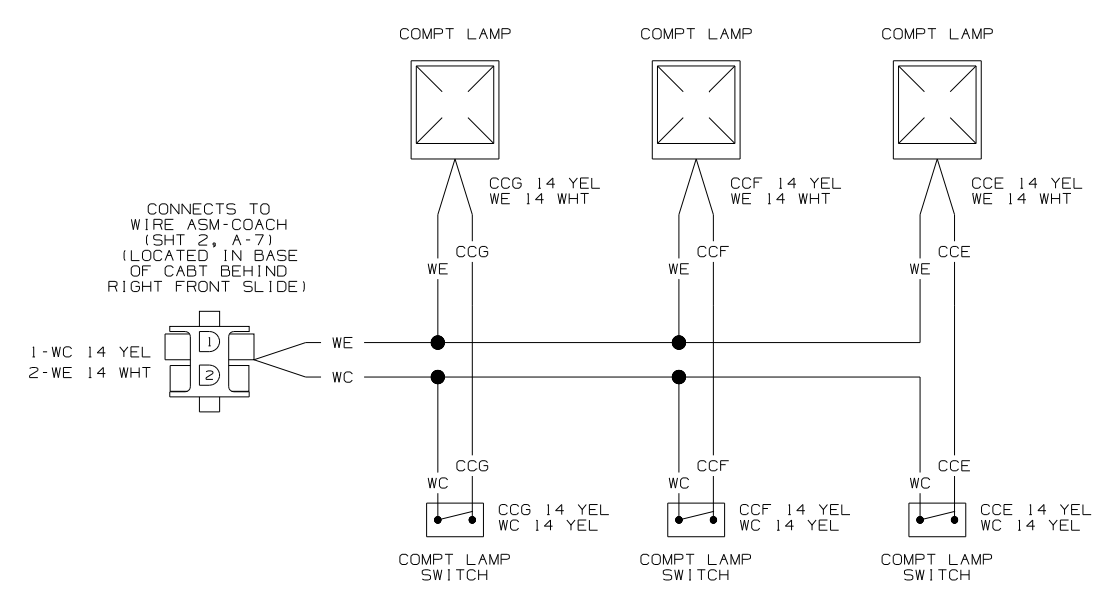 COMPT LAMP
COMPT LAMP
COMPT LAMP
CCG 14 YEL
WE 14 WHT
CCF 14 YEL
WE 14 WHT
CCE 14 YEL
WE 14 WHT
CONNECTS TO
WIRE ASM-COACH
(SHT 2, A-7)
(LOCATED IN BASE
OF CABT BEHIND
RIGHT FRONT SLIDE)
CCG
WE
CCF
WE
CCE
WE
1-WC 14 YEL
2-WE 14 WHT
1
2
WE
WC
CCG
WC
CCF
WC
CCE
WC
CCG 14 YEL
WC 14 YEL
CCF 14 YEL
WC 14 YEL
CCE 14 YEL
WC 14 YEL
COMPT LAMP
SWITCH
COMPT LAMP
SWITCH
COMPT LAMP
SWITCH